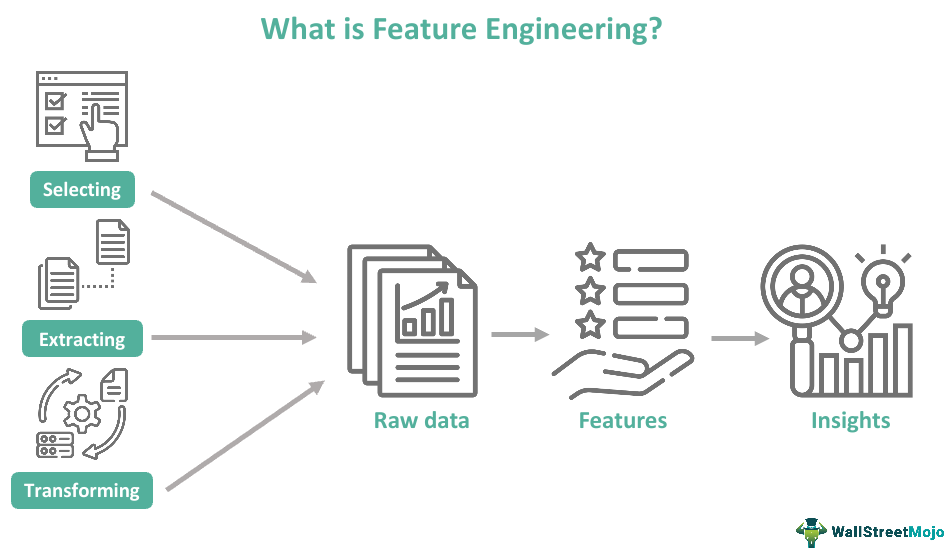 What is Feature Engineering?
Selecting
Extracting
Transforming
Raw data
Features
Insights
WallStreetMojo